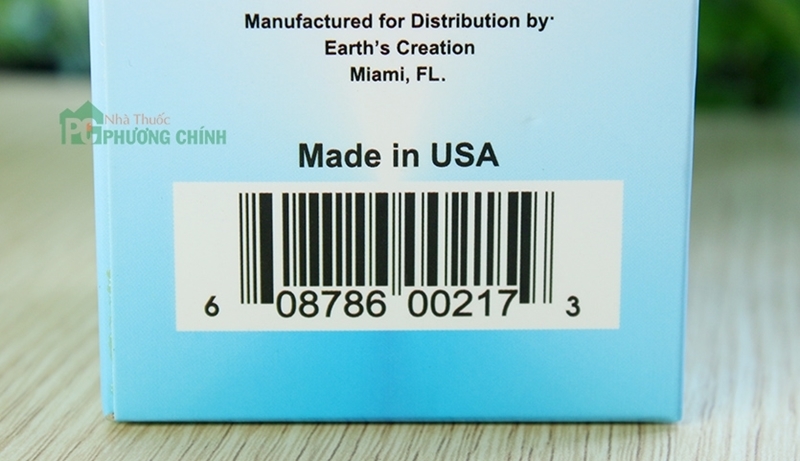 Manufactured for Distribution by.
Earth's Creation
Miami, FL.
Nhà Thuốc
PC PHƯƠNG CHÍNH
Made in USA
6 08786 00217 3